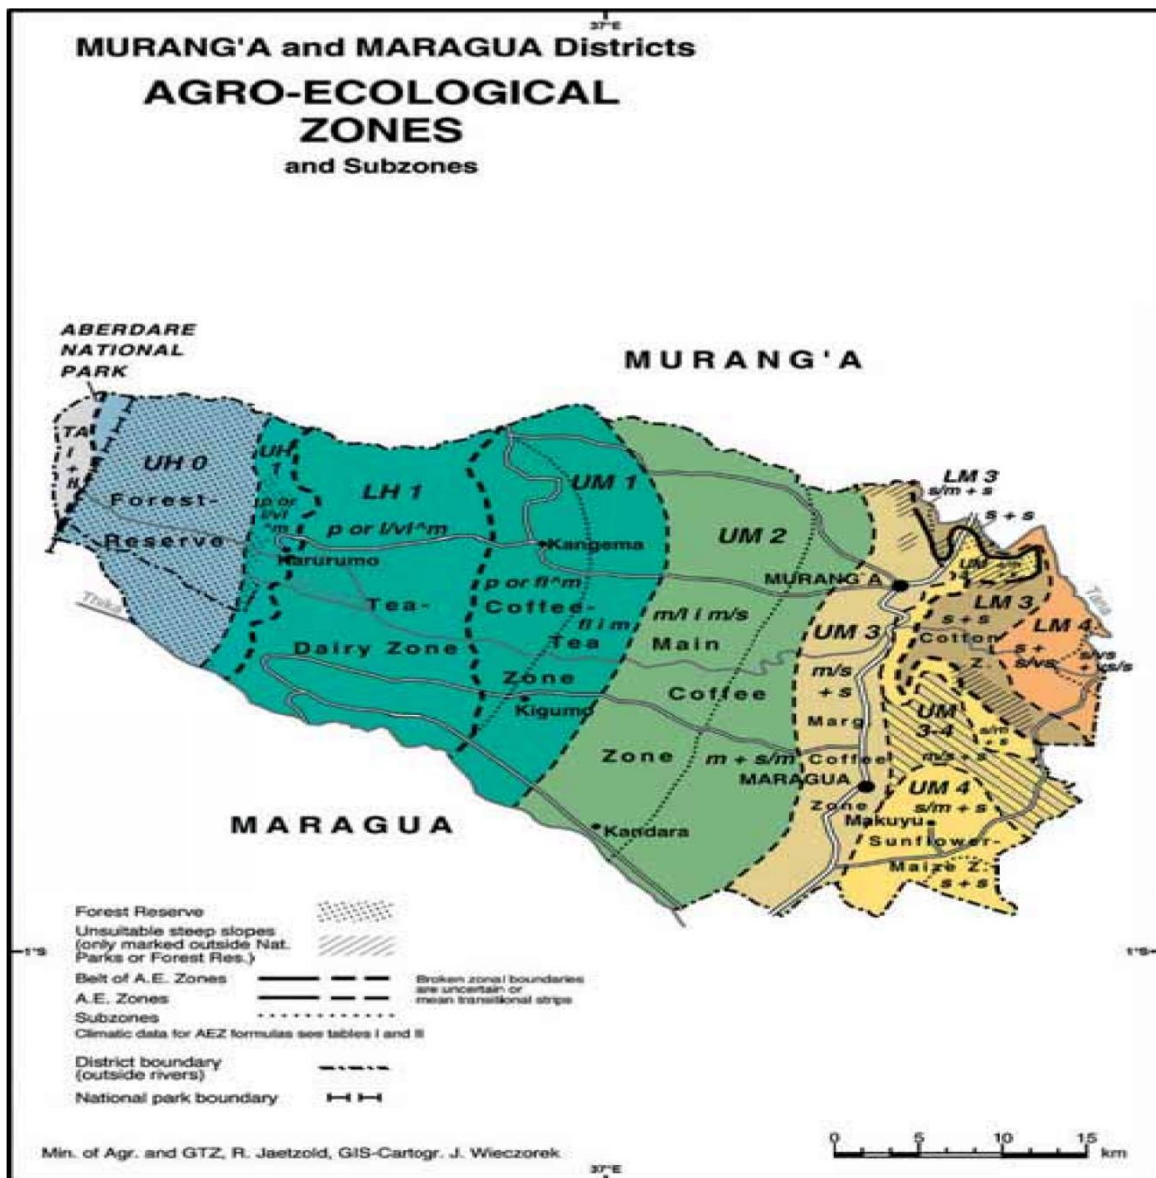 37°E
MURANG'A and MARAGUA Districts
AGRO-ECOLOGICAL
ZONES
and Subzones
ABERDARE
NATIONAL
PARK
MURANG'A
TA
I
+
II
UH 0
Forest-
Reserve
UH
1
p or
l/vl
^m
LH 1
p or l/vl^m
UM 1
UM 2
LM 3
s/m + s
s + s
Kangema
Karurumo
MURANG'A
Thika
Tana
p or fl^m
Coffee-
fl i m
Tea-
Tea
Dairy Zone
Zone
Kigumo
m/l i m/s
Main
Coffee
Zone
m + s/m
UM 3
m/s
+ s
Marg.
Coffee
Zone
MARAGUA
LM 3
s + s
Cotton
Z.
LM 4
s +
s/vs
s/vs
UM
3-4
s/m
+ s
m/s + s
UM 4
s/m + s
Makuyu
Sunflower-
Maize Z.
s + s
MARAGUA
Kandara
Forest Reserve
Unsuitable steep slopes
(only marked outside Nat.
Parks or Forest Res.)
1°S
1°S
Belt of A.E. Zones
Broken zonal boundaries
are uncertain or
mean transitional strips
A.E. Zones
Subzones
Climatic data for AEZ formulas see tables I and III
District boundary
(outside rivers)
National park boundary
0 5 10 15
km
Min. of Agr. and GTZ, R. Jaetzold, GIS-Cartogr. J. Wieczorek
37°E